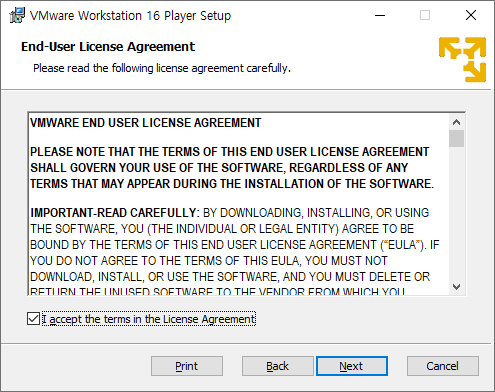 VMware Workstation 16 Player Setup
End-User License Agreement
Please read the following license agreement carefully.
VMWARE END USER LICENSE AGREEMENT
PLEASE NOTE THAT THE TERMS OF THIS END USER LICENSE AGREEMENT
SHALL GOVERN YOUR USE OF THE SOFTWARE, REGARDLESS OF ANY
TERMS THAT MAY APPEAR DURING THE INSTALLATION OF THE SOFTWARE.
IMPORTANT-READ CAREFULLY: BY DOWNLOADING, INSTALLING, OR USING
THE SOFTWARE, YOU (THE INDIVIDUAL OR LEGAL ENTITY) AGREE TO BE
BOUND BY THE TERMS OF THIS END USER LICENSE AGREEMENT (“EULA”). IF
YOU DO NOT AGREE TO THE TERMS OF THIS EULA, YOU MUST NOT
DOWNLOAD, INSTALL, OR USE THE SOFTWARE, AND YOU MUST DELETE OR
RETURN THE UNUSED SOFTWARE TO THE VENDOR FROM WHICH YOU
I accept the terms in the License Agreement
Print
Back
Next
Cancel